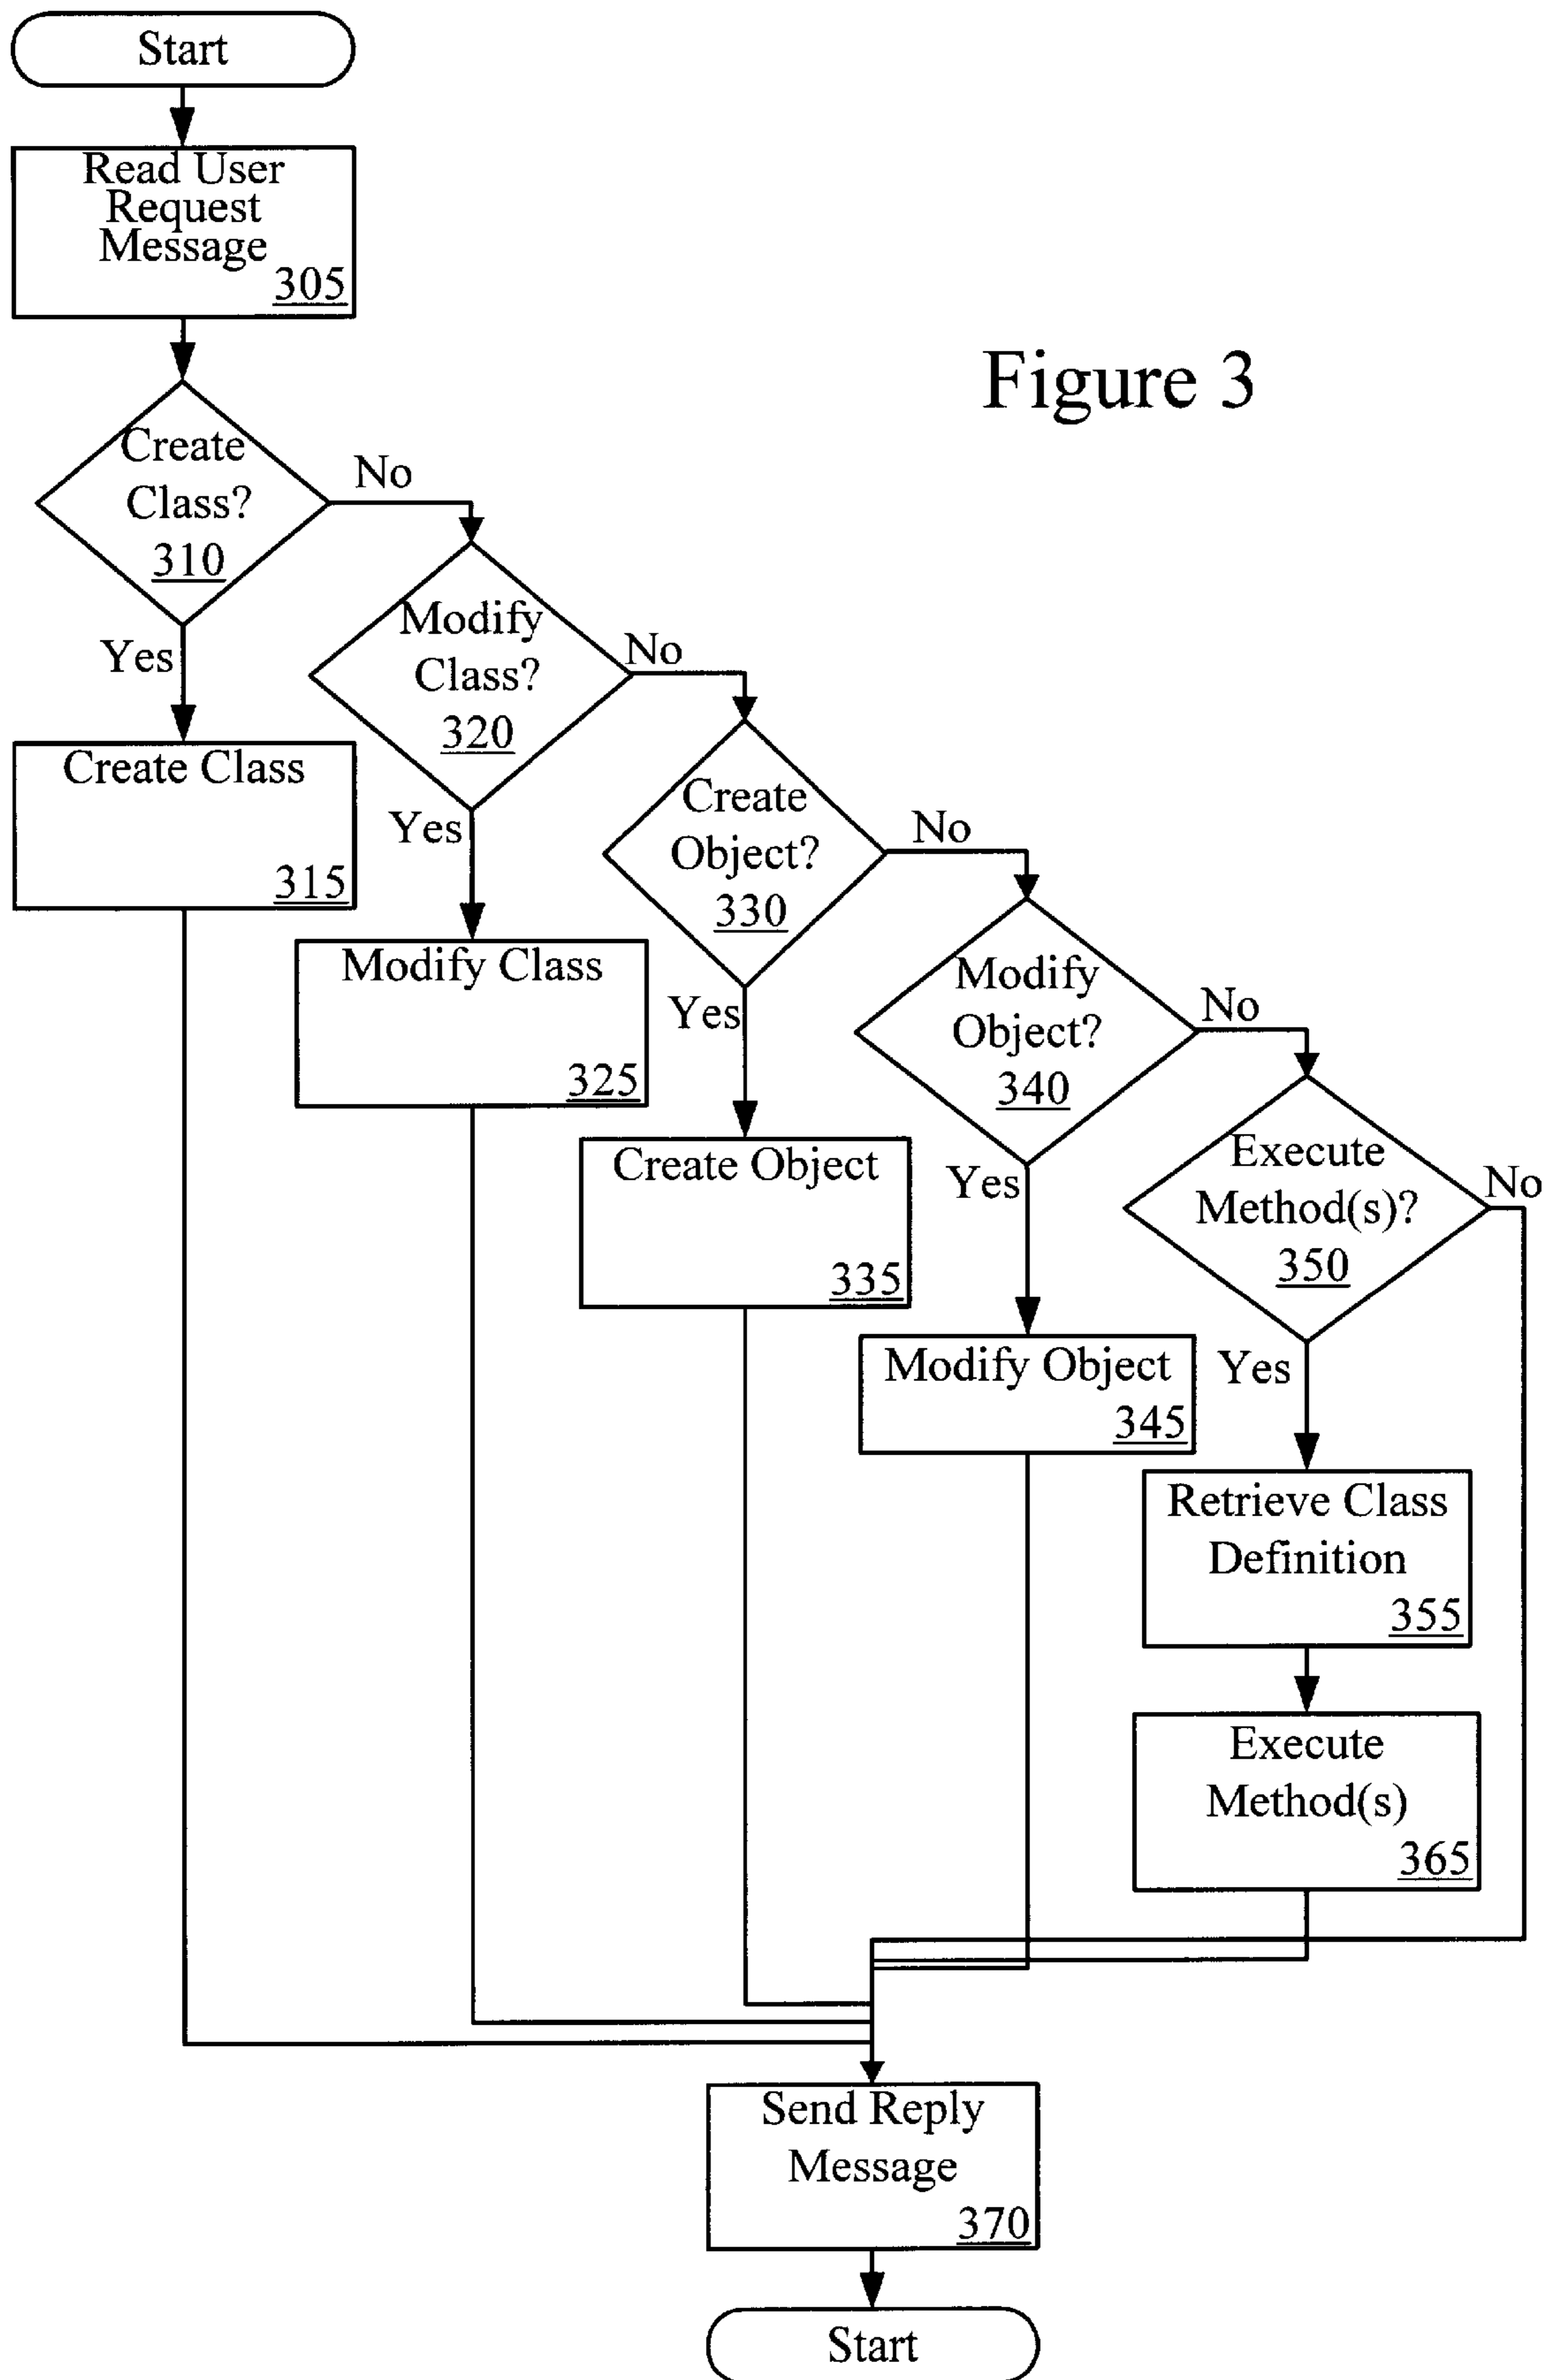 Start
Read User
Request
Message
305
Figure 3
Create
Class?
310
No
Yes
Modify
Class?
320
No
Yes
Create Class
315
Create
Object?
330
No
Yes
Modify Class
325
Modify
Object?
340
No
Yes
Create Object
335
Execute
Method(s)?
350
No
Yes
Modify Object
345
Retrieve Class
Definition
355
Execute
Method(s)
365
Send Reply
Message
370
Start